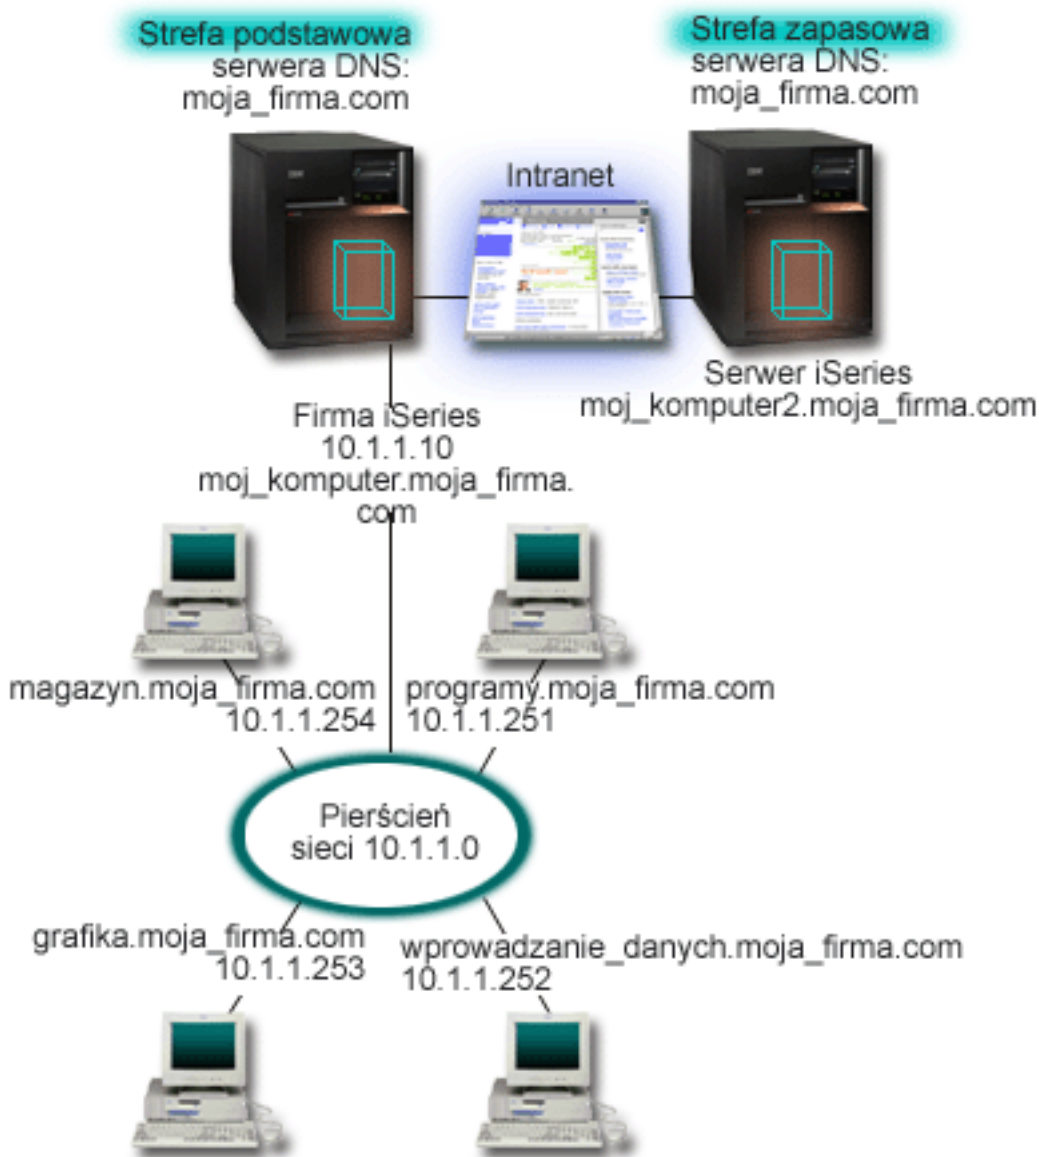 Strefa podstawowa
serwera DNS:
moja_firma.com
Strefa zapasowa
serwera DNS:
moja_firma.com
Intranet
Serwer iSeries
moj_komputer2.moja_firma.com
Firma iSeries
10.1.1.10
moj_komputer.moja_firma.
com
magazyn.moja_firma.com
10.1.1.254
programy.moja_firma.com
10.1.1.251
Pierścień
sieci 10.1.1.0
grafika.moja_firma.com
10.1.1.253
wprowadzanie_danych.moja_firma.com
10.1.1.252